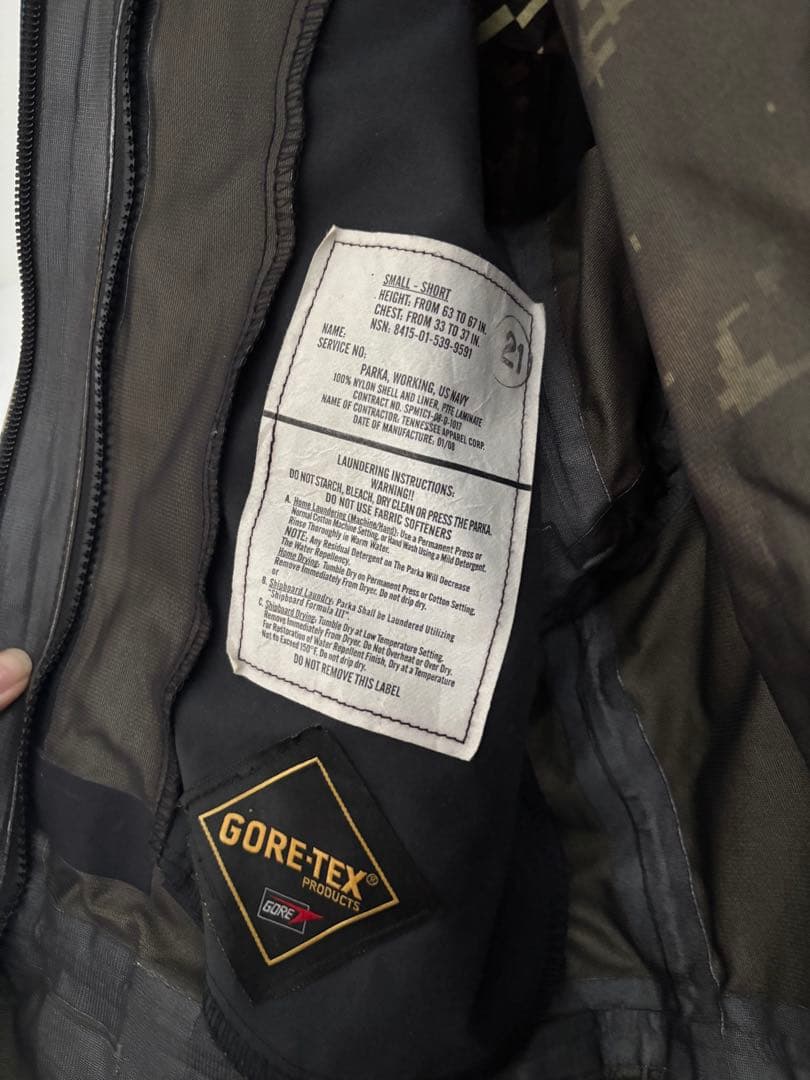 SMALL - SHORT
HEIGHT: FROM 63 TO 67 IN.
CHEST: FROM 33 TO 37 IN.
NSN: 8415-01-539-9591
21
NAME:
SERVICE NO:
PARKA, WORKING, US NAVY
100% NYLON SHELL AND LINER, PTFE LAMINATE
CONTRACT NO. SPM1C1-08-D-1017
NAME OF CONTRACTOR: TENNESSEE APPAREL CORP.
DATE OF MANUFACTURE: 01/08
LAUNDERING INSTRUCTIONS:
WARNING!!
DO NOT STARCH, BLEACH, DRY CLEAN OR PRESS THE PARKA.
DO NOT USE FABRIC SOFTENERS
A. Home Laundering (Machine/Hand): Use a Permanent Press or
Normal Cotton Machine Setting, or Hand Wash Using a Mild Detergent.
Rinse Thoroughly in Warm Water.
NOTE: Any Residual Detergent on The Parka Will Decrease
The Water Repellency.
Home Drying: Tumble Dry on Permanent Press or Cotton Setting,
Remove Immediately From Dryer. Do not drip dry.
or
B. Shipboard Laundry: Parka Shall be Laundered Utilizing
"Shipboard Formula III"
C. Shipboard Drying: Tumble Dry at Low Temperature Setting,
Remove Immediately From Dryer. Do Not Overheat or Over Dry.
For Restoration of Water Repellent Finish, Dry at a Temperature
Not to Exceed 150°F. Do not drip dry.
DO NOT REMOVE THIS LABEL
GORE-TEX®
PRODUCTS
GORE